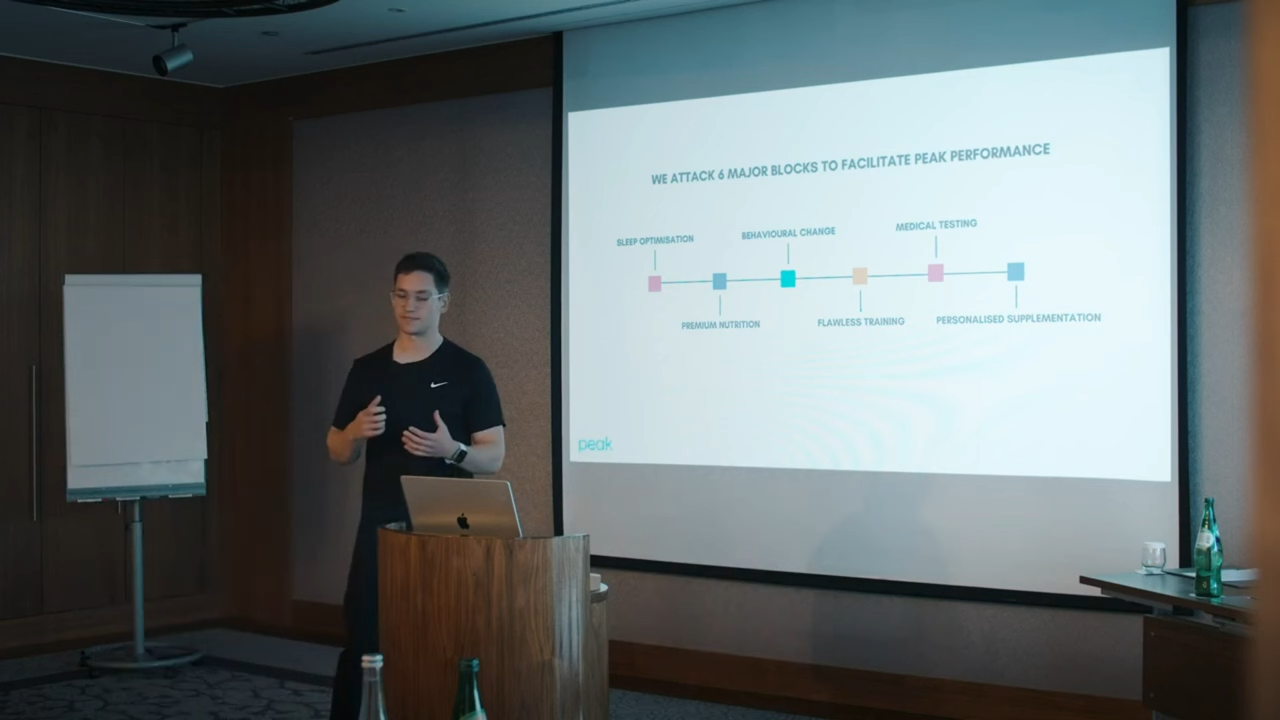 WE ATTACK 6 MAJOR BLOCKS TO FACILITATE PEAK PERFORMANCE
SLEEP OPTIMISATION
BEHAVIOURAL CHANGE
MEDICAL TESTING
PREMIUM NUTRITION
FLAWLESS TRAINING
PERSONALISED SUPPLEMENTATION
peak